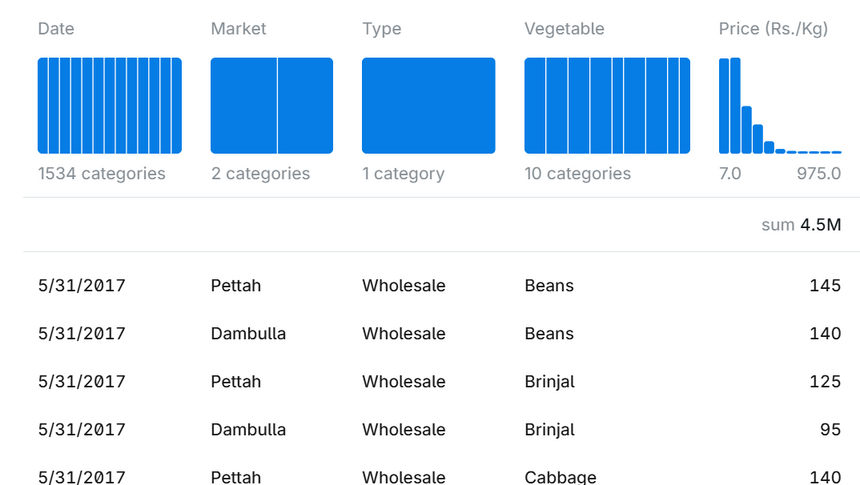 Date Market Type Vegetable Price (Rs./Kg)
1534 categories 2 categories 1 category 10 categories 7.0 975.0
sum 4.5M
5/31/2017 Pettah Wholesale Beans 145
5/31/2017 Dambulla Wholesale Beans 140
5/31/2017 Pettah Wholesale Brinjal 125
5/31/2017 Dambulla Wholesale Brinjal 95
5/31/2017 Pettah Wholesale Cabbage 140